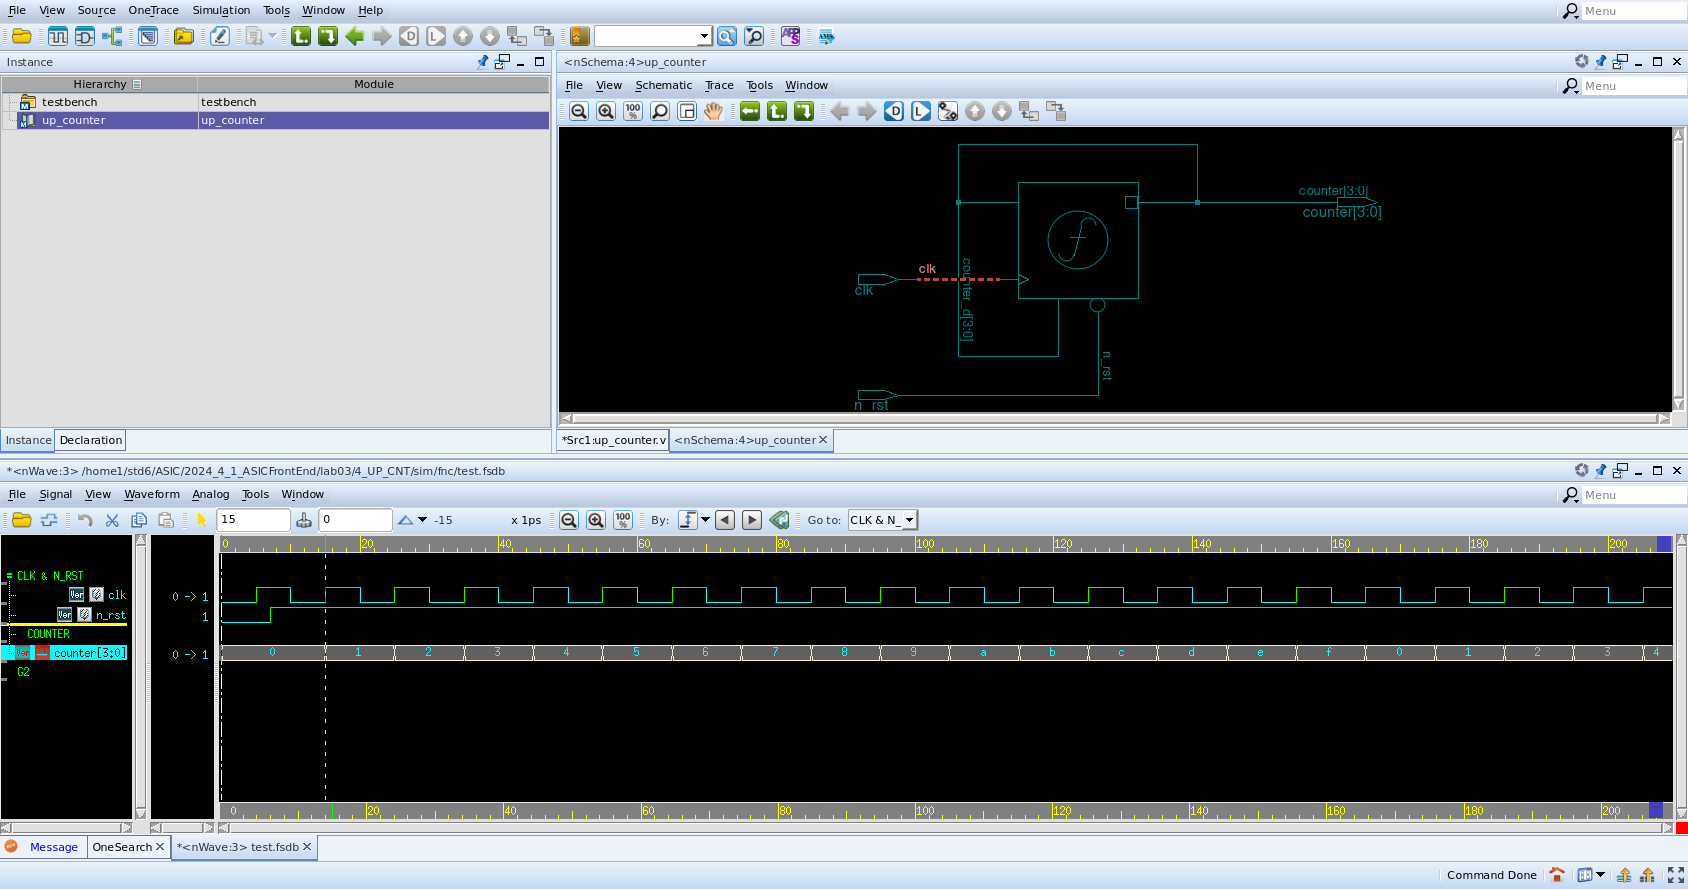 File View Source OneTrace Simulation Tools Window Help Menu
Instance
Hierarchy Module
testbench testbench
up_counter up_counter
Instance Declaration
<nSchema:4>up_counter
File View Schematic Trace Tools Window Menu
100%
counter[3:0]
counter[3:0]
clk
clk
counter_d[3:0]
n_rst
n_rst
*Src1:up_counter.v <nSchema:4>up_counter
*<nWave:3> /home1/std6/ASIC/2024_4_1_ASICFrontEnd/lab03/4_UP_CNT/sim/fnc/test.fsdb
File Signal View Waveform Analog Tools Window Menu
15 0 -15 x 1ps 100% By: Go to: CLK & N_
0 20 40 60 80 100 120 140 160 180 200
CLK & N_RST
clk 0 -> 1
n_rst 1
COUNTER
counter[3:0] 0 -> 1 0 1 2 3 4 5 6 7 8 9 a b c d e f 0 1 2 3 4
G2
0 20 40 60 80 100 120 140 160 180 200
Message OneSearch *<nWave:3> test.fsdb
Command Done